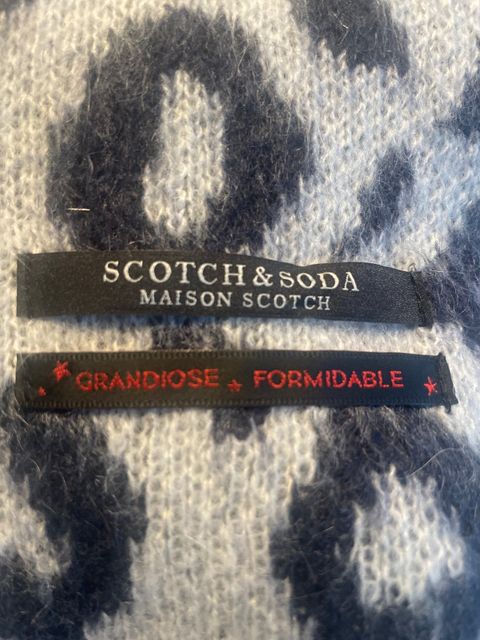 SCOTCH & SODA
MAISON SCOTCH
GRANDIOSE FORMIDABLE